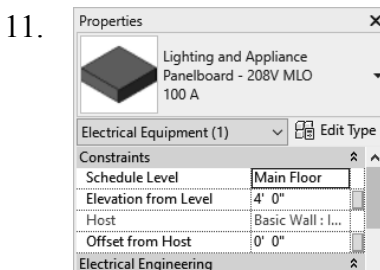 11.
Properties X
Lighting and Appliance
Panelboard - 208V MLO
100 A
Electrical Equipment (1) Edit Type
Constraints
Schedule Level Main Floor
Elevation from Level 4' 0"
Host Basic Wall : I...
Offset from Host 0' 0"
Electrical Engineering